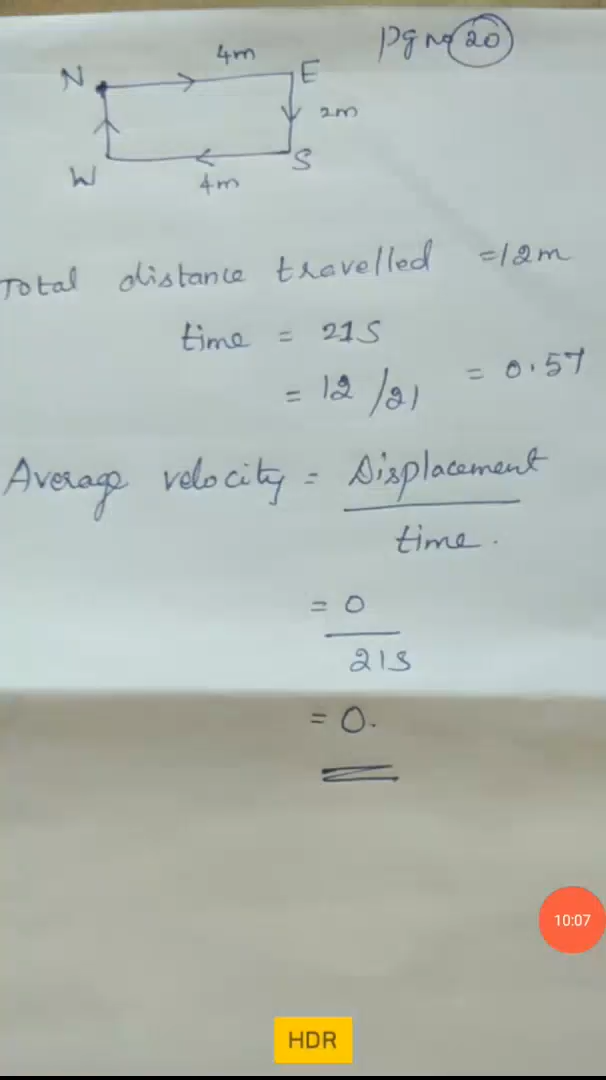 Pg no 20
4m
N E
2m
W S
4m
Total distance travelled = 12m
time = 21s
= 12/21 = 0.57
Average velocity = Displacement
time.
= 0
21s
= 0.
10:07
HDR